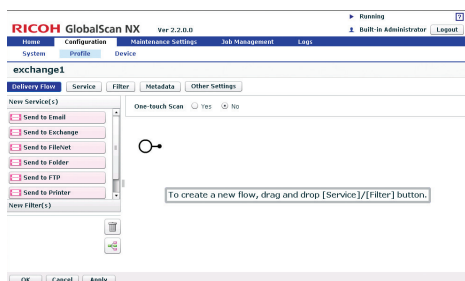 Running
?
RICOH GlobalScan NX Ver 2.2.0.0
Built-in Administrator Logout
Home Configuration Maintenance Settings Job Management Logs
System Profile Device
exchange1
Delivery Flow Service Filter Metadata Other Settings
New Service(s)
One-touch Scan Yes No
Send to Email
Send to Exchange
Send to FileNet
Send to Folder
Send to FTP
Send to Printer
To create a new flow, drag and drop [Service]/[Filter] button.
New Filter(s)
OK Cancel Apply